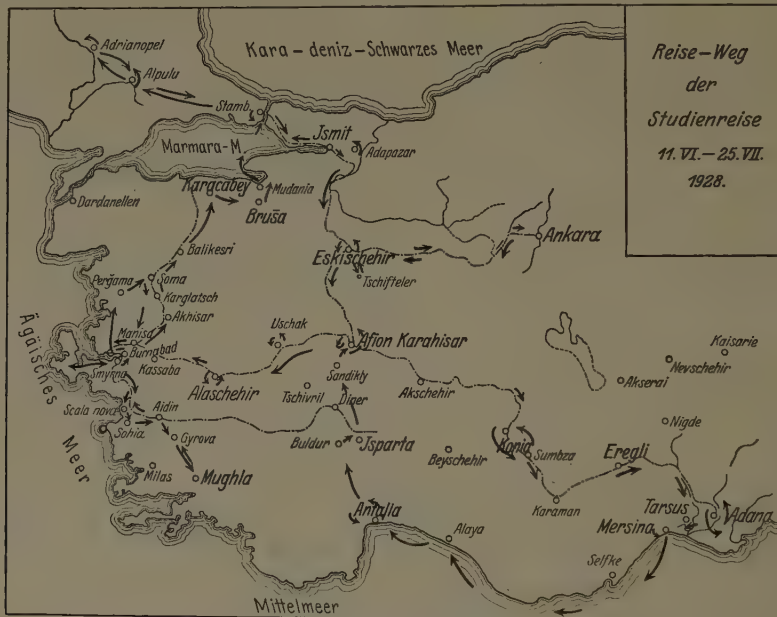 Adrianopel
Alpulu
Kara-deniz-Schwarzes Meer
Reise-Weg
der
Studienreise
11. VI.–25. VII.
1928.
Stamb.
Marmara-M
Jsmit
Adapazar
Dardanellen
Karacabey
Mudania
Bruša
Balikesri
Eskischehir
Ankara
Tschifteler
Pergama
Soma
Karglatsch
Akhisar
Ägäisches Meer
Manisa
Burnabad
Smyrna
Kassaba
Uschak
Afion Karahisar
Kaisarie
Nevschehir
Akserai
Alaschehir
Sandikly
Akschehir
Tschivril
Diger
Nigde
Scala nova
Aidin
Sohia
Gyrova
Buldur
Jsparta
Beyschehir
Konia
Sumbza
Eregli
Milas
Mughla
Karaman
Tarsus
Adana
Mersina
Antalia
Alaya
Selfke
Mittelmeer